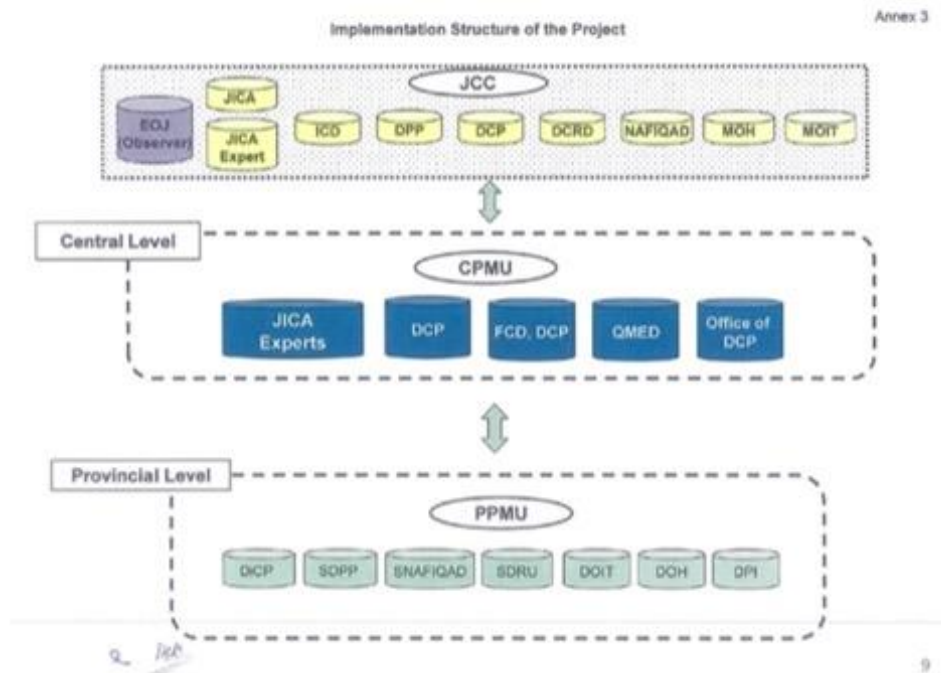 Annex 3
Implementation Structure of the Project
JCC
EOJ
(Observer)
JICA
JICA
Expert
ICD
DPP
DCP
DCRD
NAFIQAD
MOH
MOIT
Central Level
CPMU
JICA
Experts
DCP
FCD, DCP
QMED
Office of
DCP
Provincial Level
PPMU
DiCP
SOPP
SNAFIQAD
SDRU
DOIT
DOH
DPI
9